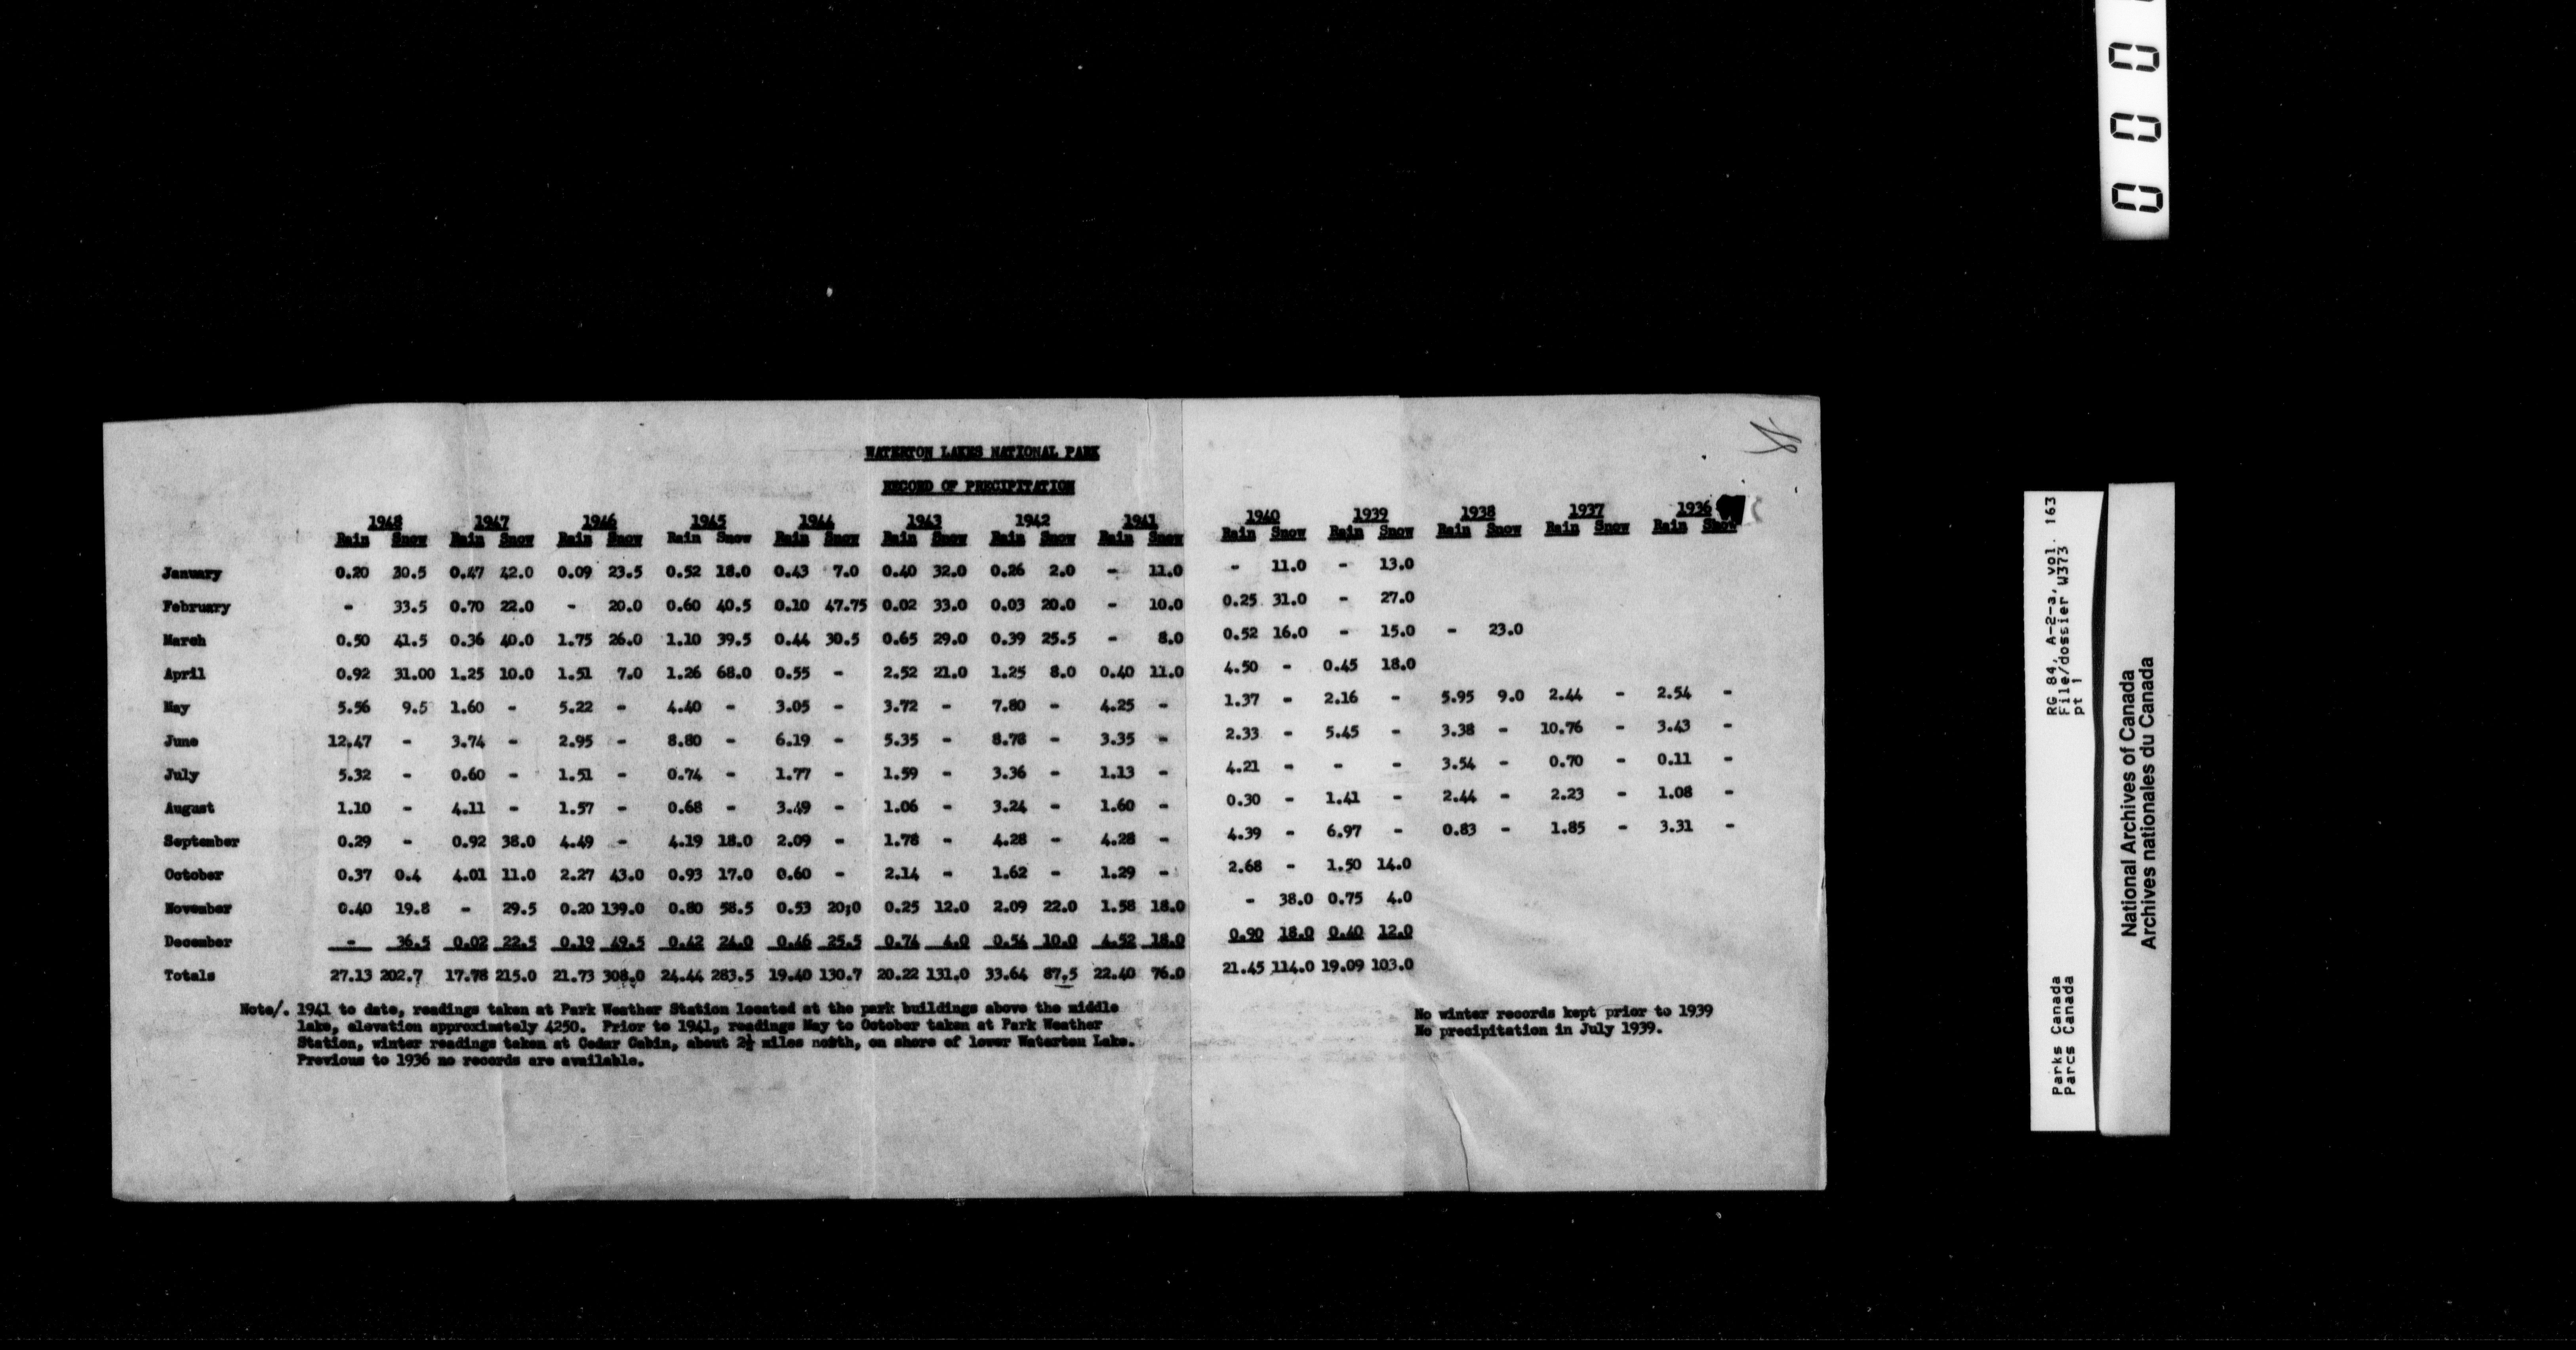 WATERTON LAKES NATIONAL PARK
RECORD OF PRECIPITATION
1948 1947 1946 1945 1944 1943 1942 1941 1940 1939 1938 1937 1936
Rain Snow Rain Snow Rain Snow Rain Snow Rain Snow Rain Snow Rain Snow Rain Snow Rain Snow Rain Snow Rain Snow Rain Snow Rain Snow
January 0.20 30.5 0.47 42.0 0.09 23.5 0.52 18.0 0.43 7.0 0.40 32.0 0.26 2.0 - 11.0 - 11.0 - 13.0
February - 33.5 0.70 22.0 - 20.0 0.60 40.5 0.10 47.75 0.02 33.0 0.03 20.0 - 10.0 0.25 31.0 - 27.0
March 0.50 41.5 0.36 40.0 1.75 26.0 1.10 39.5 0.44 30.5 0.65 29.0 0.39 25.5 - 8.0 0.52 16.0 - 15.0 - 23.0
April 0.92 31.00 1.25 10.0 1.51 7.0 1.26 68.0 0.55 - 2.52 21.0 1.25 8.0 0.40 11.0 4.50 - 0.45 18.0
May 5.56 9.5 1.60 - 5.22 - 4.40 - 3.05 - 3.72 - 7.80 - 4.25 - 1.37 - 2.16 - 5.95 9.0 2.44 - 2.54 -
June 12.47 - 3.74 - 2.95 - 8.80 - 6.19 - 5.35 - 8.78 - 3.35 - 2.33 - 5.45 - 3.38 - 10.76 - 3.43 -
July 5.32 - 0.60 - 1.51 - 0.74 - 1.77 - 1.59 - 3.36 - 1.13 - 4.21 - - - 3.54 - 0.70 - 0.11 -
August 1.10 - 4.11 - 1.57 - 0.68 - 3.49 - 1.06 - 3.24 - 1.60 - 0.30 - 1.41 - 2.44 - 2.23 - 1.08 -
September 0.29 - 0.92 38.0 4.49 - 4.19 18.0 2.09 - 1.78 - 4.28 - 4.28 - 4.39 - 6.97 - 0.83 - 1.85 - 3.31 -
October 0.37 0.4 4.01 11.0 2.27 43.0 0.93 17.0 0.60 - 2.14 - 1.62 - 1.29 - 2.68 - 1.50 14.0
November 0.40 19.8 - 29.5 0.20 139.0 0.80 58.5 0.53 20;0 0.25 12.0 2.09 22.0 1.58 18.0 - 38.0 0.75 4.0
December - 36.5 0.02 22.5 0.19 49.5 0.42 24.0 0.46 25.5 0.74 4.0 0.54 10.0 4.52 18.0 0.90 18.0 0.40 12.0
Totals 27.13 202.7 17.78 215.0 21.73 308.0 24.44 283.5 19.40 130.7 20.22 131.0 33.64 87.5 22.40 76.0 21.45 114.0 19.09 103.0
Note/. 1941 to date, readings taken at Park Weather Station located at the park buildings above the middle
lake, elevation approximately 4250. Prior to 1941, readings May to October taken at Park Weather
Station, winter readings taken at Cedar Cabin, about 2½ miles north, on shore of lower Waterton Lake.
Previous to 1936 no records are available.
No winter records kept prior to 1939
No precipitation in July 1939.
0 0 0
RG 84, A-2-a, vol. 163
File/dossier W373
pt 1
Parks Canada
Parcs Canada
National Archives of Canada
Archives nationales du Canada